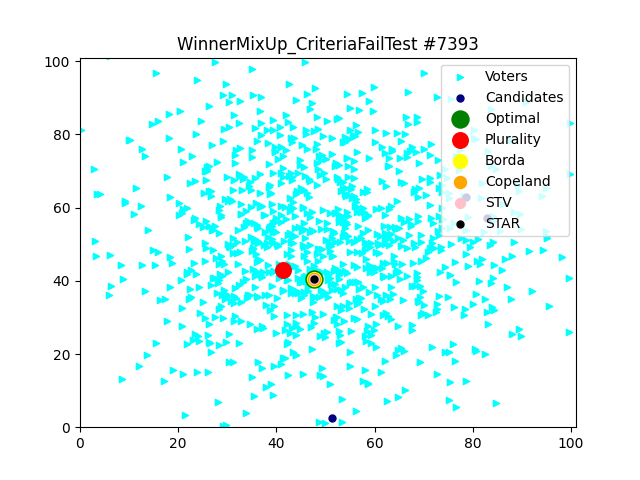 WinnerMixUp_CriteriaFailTest #7393
100
80
60
40
20
0
0
20
40
60
80
100
Voters
Candidates
Optimal
Plurality
Borda
Copeland
STV
STAR